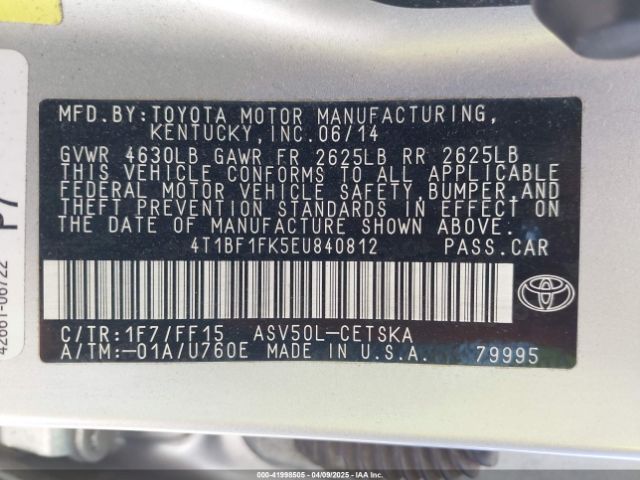 MFD.BY:TOYOTA MOTOR MANUFACTURING,
KENTUCKY,INC.06/14
GVWR 4630LB GAWR FR 2625LB RR 2625LB
THIS VEHICLE CONFORMS TO ALL APPLICABLE
FEDERAL MOTOR VEHICLE SAFETY,BUMPER,AND
THEFT PREVENTION STANDARDS IN EFFECT ON
THE DATE OF MANUFACTURE SHOWN ABOVE.
4T1BF1FK5EU840812 PASS.CAR
C/TR:1F7/FF15 ASV50L-CETSKA
A/TM:-01A/U760E MADE IN U.S.A. 79995
42661-06722
P7
000-41998505 - 04/09/2025 - IAA